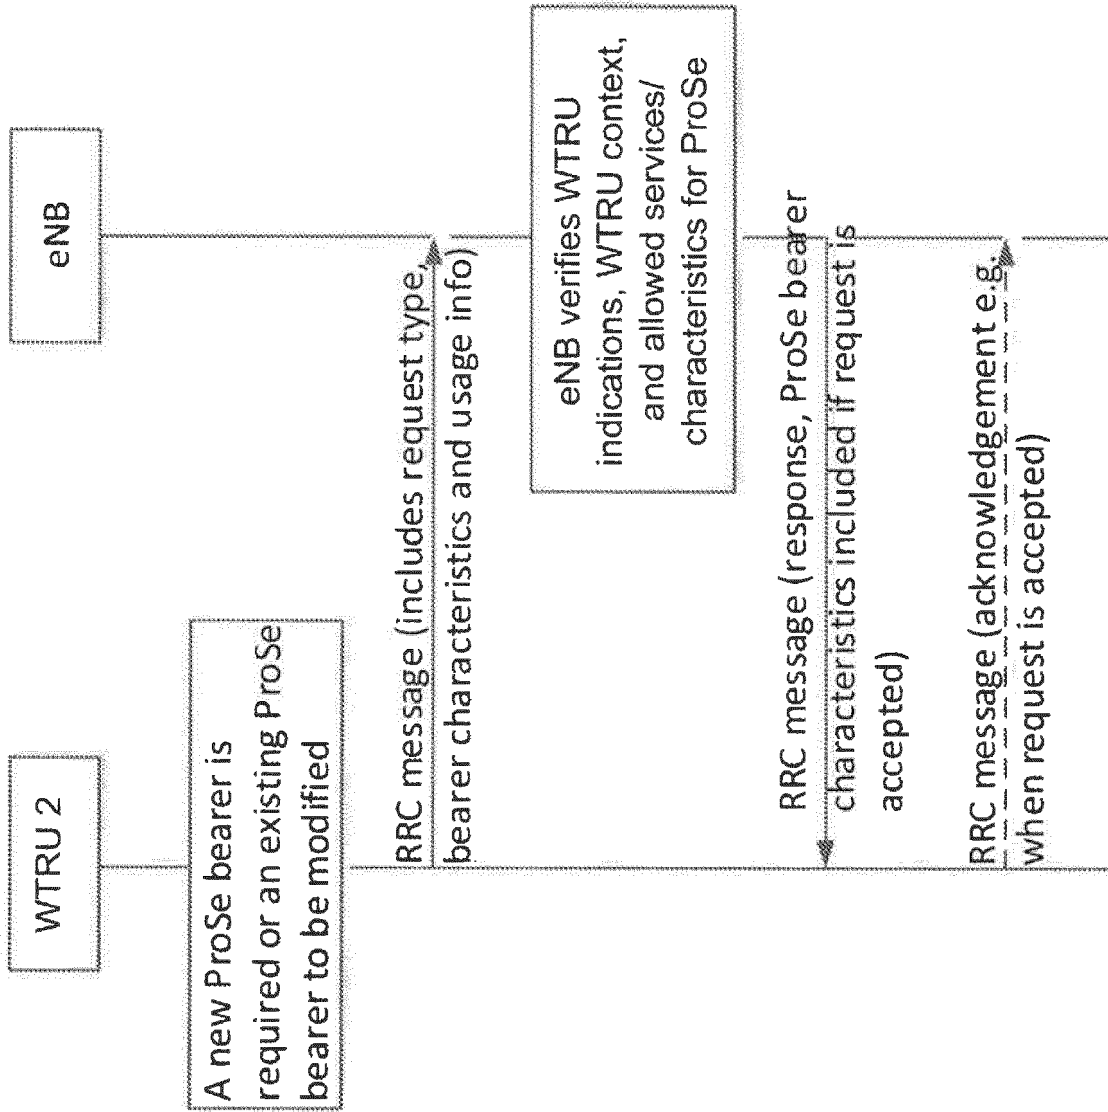 WTRU 2
eNB
A new ProSe bearer is
required or an existing ProSe
bearer to be modified
RRC message (includes request type,
bearer characteristics and usage info)
eNB verifies WTRU
indications, WTRU context,
and allowed services/
characteristics for ProSe
RRC message (response, ProSe bearer
characteristics included if request is
accepted)
RRC message (acknowledgement e.g.
when request is accepted)